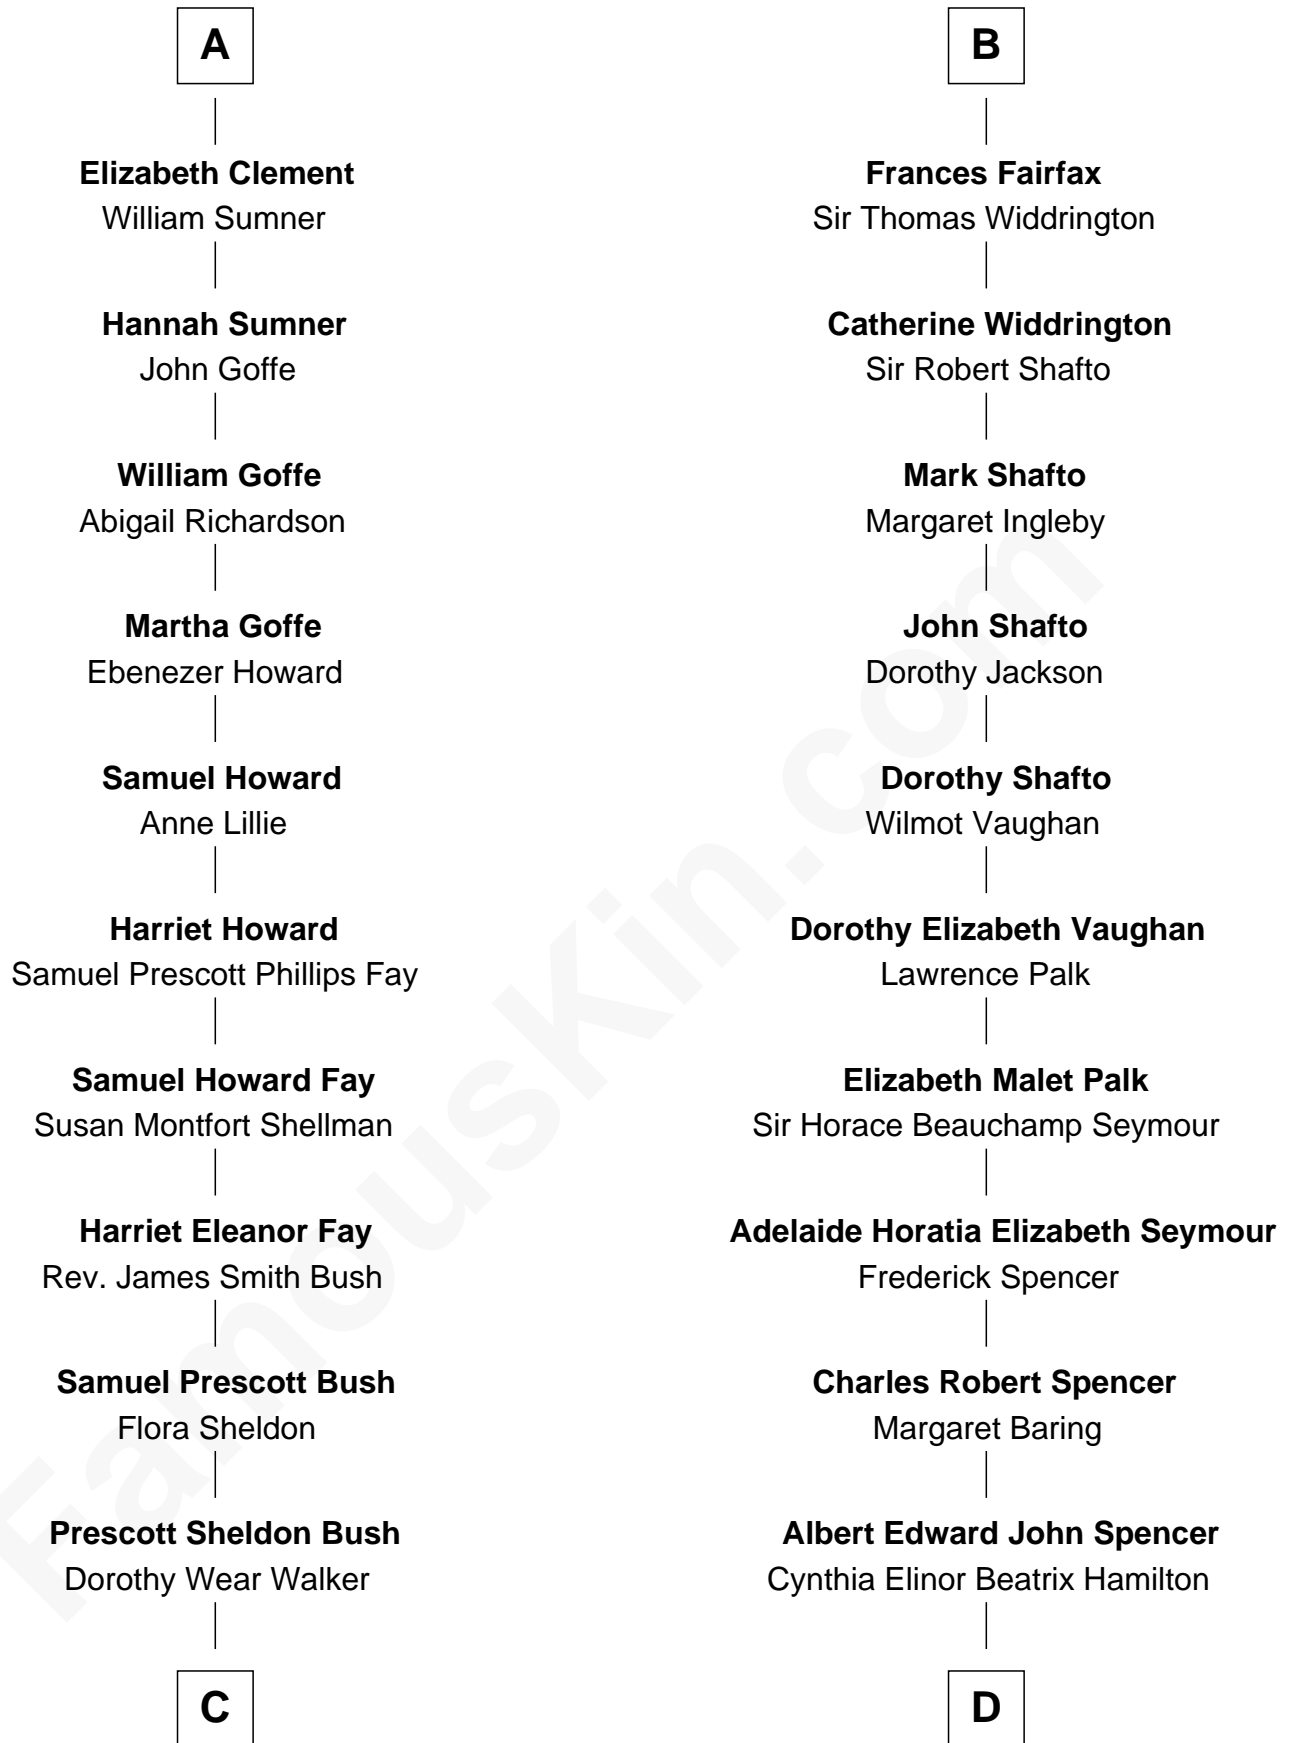 A
Elizabeth Clement
William Sumner
Hannah Sumner
John Goffe
William Goffe
Abigail Richardson
Martha Goffe
Ebenezer Howard
Samuel Howard
Anne Lillie
Harriet Howard
Samuel Prescott Phillips Fay
Samuel Howard Fay
Susan Montfort Shellman
Harriet Eleanor Fay
Rev. James Smith Bush
Samuel Prescott Bush
Flora Sheldon
Prescott Sheldon Bush
Dorothy Wear Walker
C
B
Frances Fairfax
Sir Thomas Widdrington
Catherine Widdrington
Sir Robert Shafto
Mark Shafto
Margaret Ingleby
John Shafto
Dorothy Jackson
Dorothy Shafto
Wilmot Vaughan
Dorothy Elizabeth Vaughan
Lawrence Palk
Elizabeth Malet Palk
Sir Horace Beauchamp Seymour
Adelaide Horatia Elizabeth Seymour
Frederick Spencer
Charles Robert Spencer
Margaret Baring
Albert Edward John Spencer
Cynthia Elinor Beatrix Hamilton
D
FamousKin.com